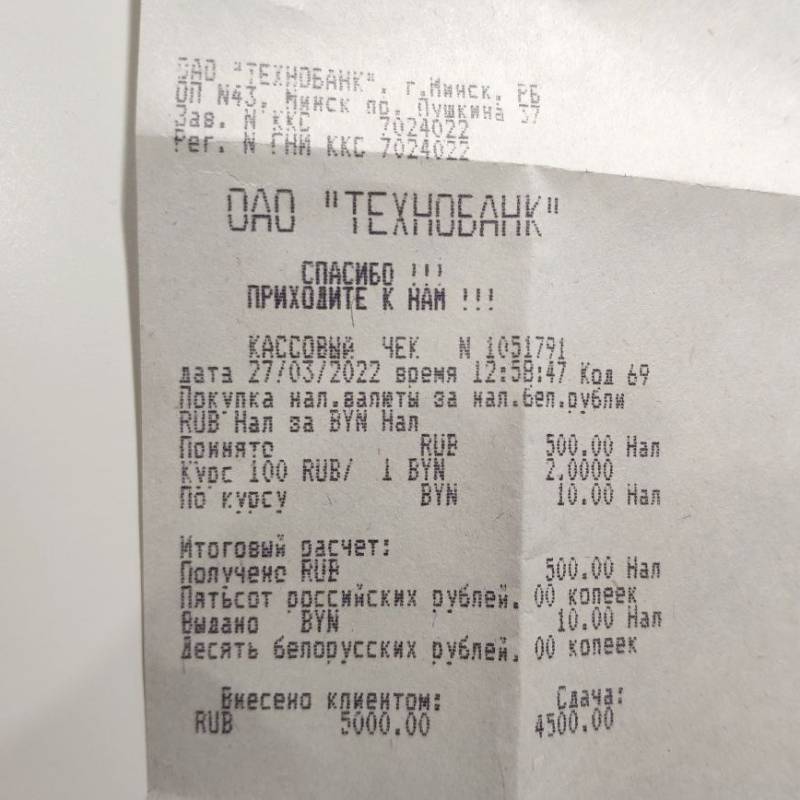 ОАО "ТЕХНОБАНК", г.Минск, РБ
ОП N43, Минск пр. Пушкина 37
Зав. N ККС 7024022
Рег. N ГНИ ККС 7024022
ОАО "ТЕХНОБАНК"
СПАСИБО !!!
ПРИХОДИТЕ К НАМ !!!
КАССОВЫЙ ЧЕК N 1051791
дата 27/03/2022 время 12:58:47 Код 69
Покупка нал.валюты за нал.бел.рубли
RUB Нал за BYN Нал
Принято RUB 500.00 Нал
Курс 100 RUB/ 1 BYN 2.0000
По курсу BYN 10.00 Нал
Итоговый расчет:
Получено RUB 500.00 Нал
Пятьсот российских рублей, 00 копеек
Выдано BYN 10.00 Нал
Десять белорусских рублей, 00 копеек
Внесено клиентом: Сдача:
RUB 5000.00 4500.00